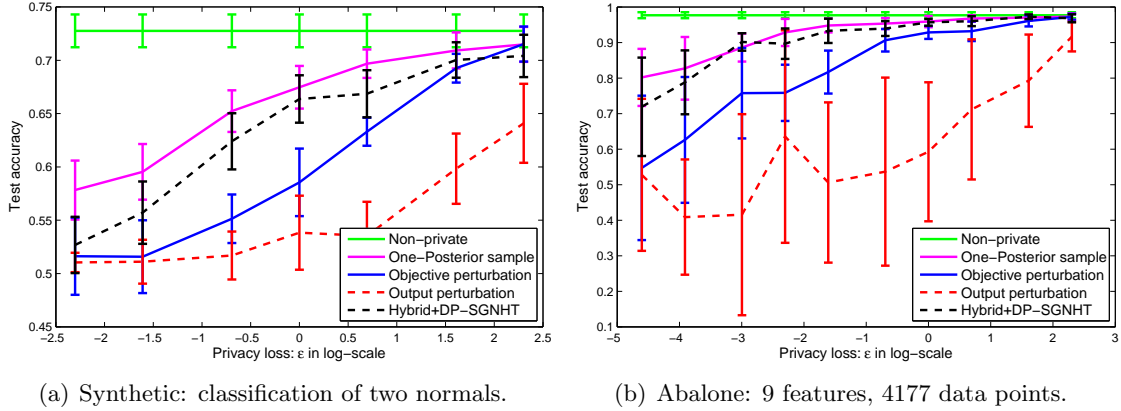 0.75
0.7
0.65
0.6
0.55
0.5
0.45
Test accuracy
Non−private
One−Posterior sample
Objective perturbation
Output perturbation
Hybrid+DP−SGNHT
−2.5 −2 −1.5 −1 −0.5 0 0.5 1 1.5 2 2.5
Privacy loss: ε in log−scale
(a) Synthetic: classification of two normals.
1
0.9
0.8
0.7
0.6
0.5
0.4
0.3
0.2
0.1
Test accuracy
Non−private
One−Posterior sample
Objective perturbation
Output perturbation
Hybrid+DP−SGNHT
−5 −4 −3 −2 −1 0 1 2 3
Privacy loss: ε in log−scale
(b) Abalone: 9 features, 4177 data points.